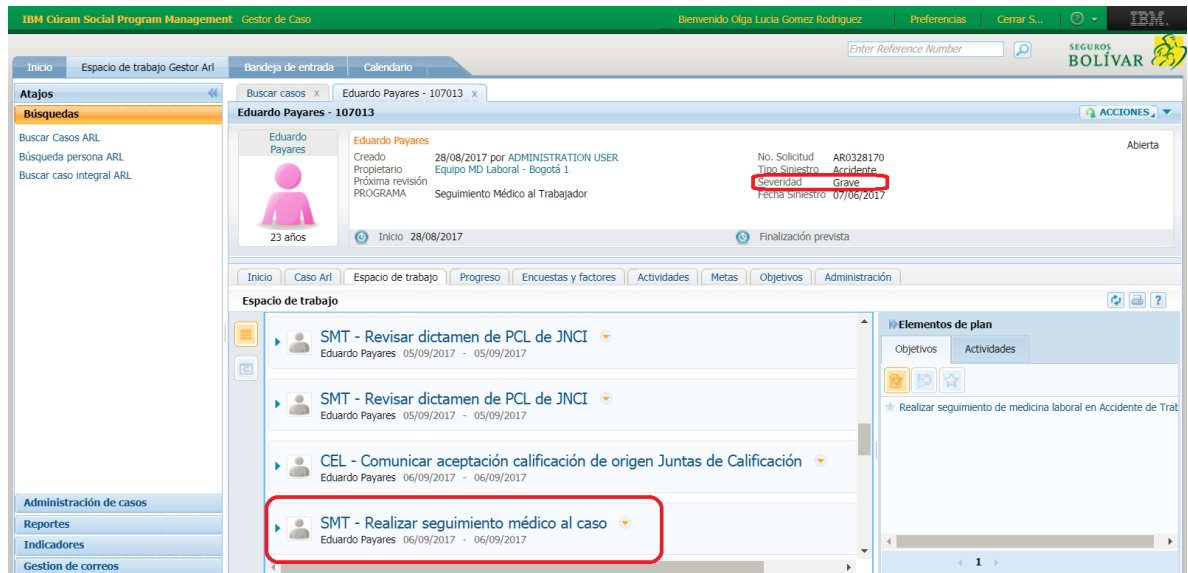 IBM Cúram Social Program Management Gestor de Caso Bienvenido Olga Lucia Gomez Rodriguez Preferencias Cerrar S... IBM.
Enter Reference Number
SEGUROS
BOLÍVAR
Inicio Espacio de trabajo Gestor Arl Bandeja de entrada Calendario
Atajos
Búsquedas
Buscar Casos ARL
Búsqueda persona ARL
Buscar caso integral ARL
Administración de casos
Reportes
Indicadores
Gestion de correos
Buscar casos x Eduardo Payares - 107013 x
Eduardo Payares - 107013 ACCIONES
Eduardo
Payares
23 años
Eduardo Payares
Creado 28/08/2017 por ADMINISTRATION USER
Propietario Equipo MD Laboral - Bogotá 1
Próxima revisión
PROGRAMA Seguimiento Médico al Trabajador
No. Solicitud AR0328170
Tipo Siniestro Accidente
Severidad Grave
Fecha Siniestro 07/06/2017
Abierta
Inicio 28/08/2017 Finalización prevista
Inicio Caso Arl Espacio de trabajo Progreso Encuestas y factores Actividades Metas Objetivos Administración
Espacio de trabajo ?
SMT - Revisar dictamen de PCL de JNCI
Eduardo Payares 05/09/2017 - 05/09/2017
SMT - Revisar dictamen de PCL de JNCI
Eduardo Payares 05/09/2017 - 05/09/2017
CEL - Comunicar aceptación calificación de origen Juntas de Calificación
Eduardo Payares 06/09/2017 - 06/09/2017
SMT - Realizar seguimiento médico al caso
Eduardo Payares 06/09/2017 - 06/09/2017
Elementos de plan
Objetivos Actividades
Realizar seguimiento de medicina laboral en Accidente de Trab
1